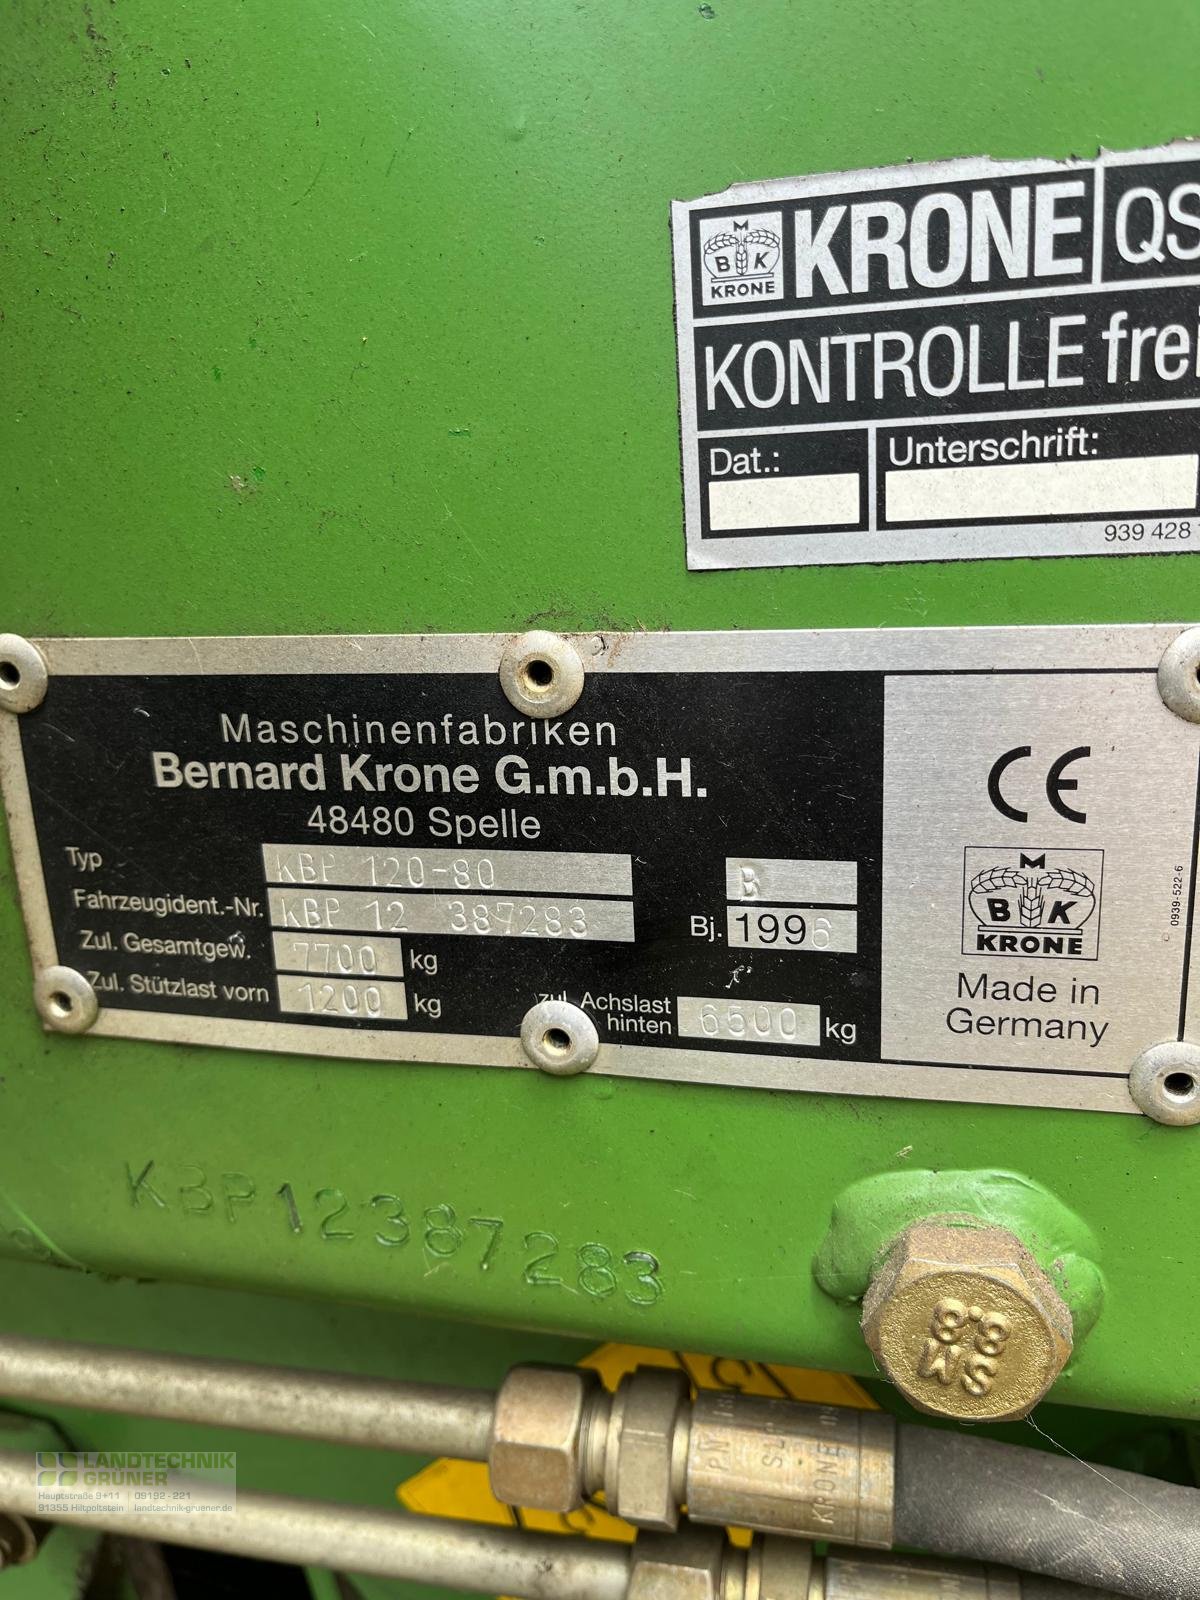 M
B K
KRONE
KRONE
QS
KONTROLLE frei
Dat.:
Unterschrift:
939 428
Maschinenfabriken
Bernard Krone G.m.b.H.
48480 Spelle
Typ KBP 120-80 B
Fahrzeugident.-Nr. KBP 12 387283 Bj. 1996
Zul. Gesamtgew. 7700 kg
Zul. Stützlast vorn 1200 kg
zul. Achslast
hinten 6500 kg
CE
M
B K
KRONE
Made in
Germany
0939-522-6
KBP12387283
8.8
SM
KRONE
LANDTECHNIK
GRÜNER
Hauptstraße 9+11 | 09192-221
91355 Hiltpoltstein | landtechnik-gruener.de